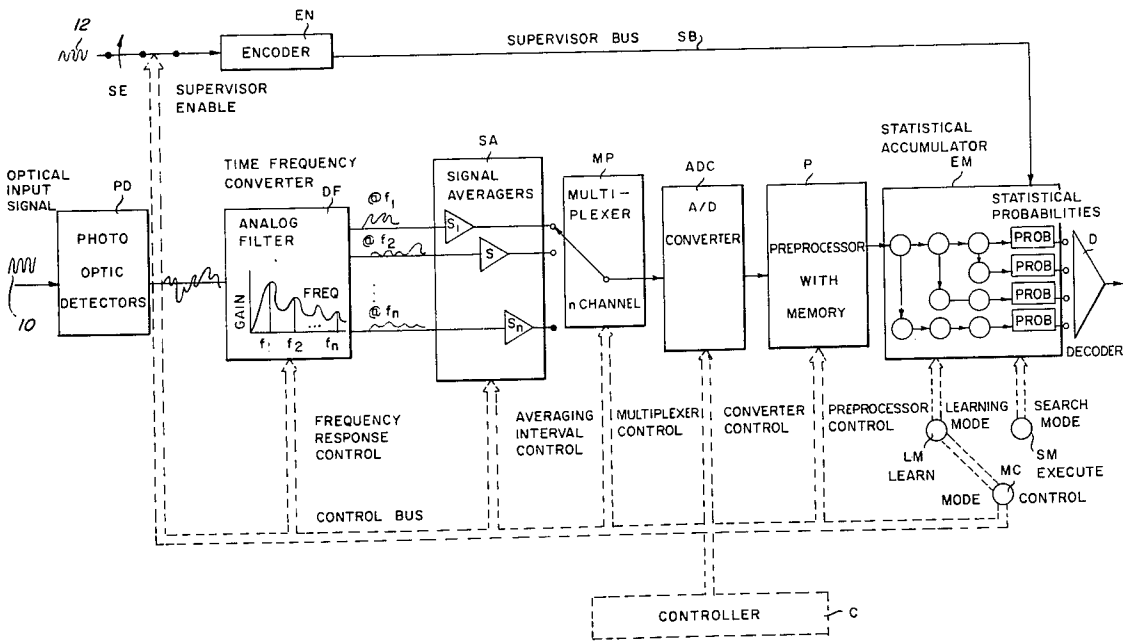 12
EN
ENCODER
SUPERVISOR BUS SB
SE
SUPERVISOR
ENABLE
OPTICAL
INPUT
SIGNAL
PD
PHOTO
OPTIC
DETECTORS
10
TIME FREQUENCY
CONVERTER
DF
ANALOG
FILTER
GAIN
FREQ
f1 f2 ... fn
@ f1
@ f2
@ fn
SA
SIGNAL
AVERAGERS
S1
S
Sn
MP
MULTI-
PLEXER
n CHANNEL
ADC
A/D
CONVERTER
P
PREPROCESSOR
WITH
MEMORY
STATISTICAL
ACCUMULATOR
EM
STATISTICAL
PROBABILITIES
PROB
PROB
PROB
PROB
D
DECODER
FREQUENCY
RESPONSE
CONTROL
AVERAGING
INTERVAL
CONTROL
MULTIPLEXER
CONTROL
CONVERTER
CONTROL
PREPROCESSOR
CONTROL
LEARNING
MODE
SEARCH
MODE
LM
LEARN
SM
EXECUTE
MC
MODE CONTROL
CONTROL BUS
CONTROLLER
C